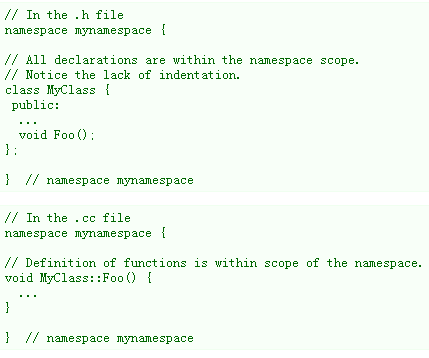 // In the .h file
namespace mynamespace {

// All declarations are within the namespace scope.
// Notice the lack of indentation.
class MyClass {
 public:
  ...
  void Foo();
};

}  // namespace mynamespace

// In the .cc file
namespace mynamespace {

// Definition of functions is within scope of the namespace.
void MyClass::Foo() {
  ...
}

}  // namespace mynamespace